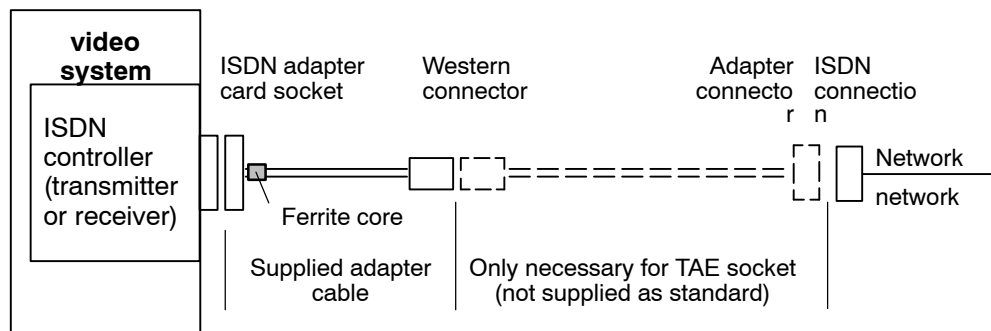 video
system
ISDN adapter
card socket
Western
connector
Adapter
connecto
r
ISDN
connectio
n
ISDN
controller
(transmitter
or receiver)
Network
network
Ferrite core
Supplied adapter
cable
Only necessary for TAE socket
(not supplied as standard)